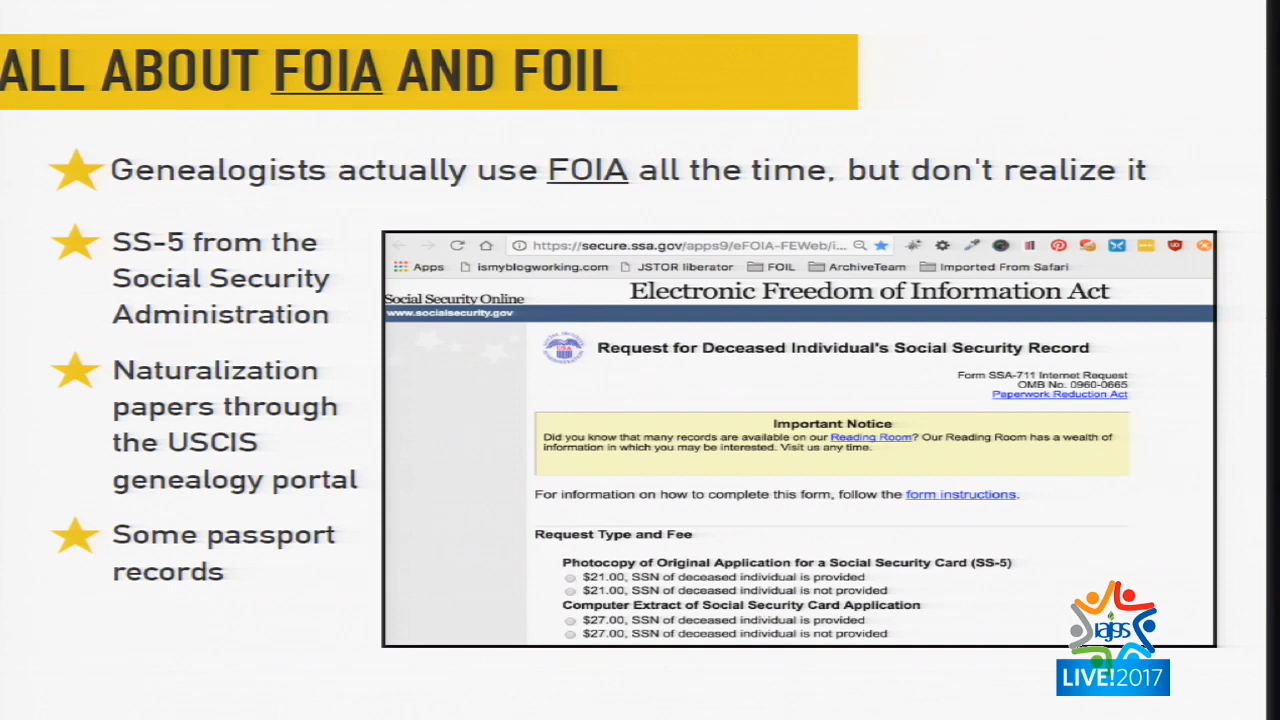 ALL ABOUT FOIA AND FOIL
Genealogists actually use FOIA all the time, but don't realize it
SS-5 from the
Social Security
Administration
Naturalization
papers through
the USCIS
genealogy portal
Some passport
records
https://secure.ssa.gov/apps9/eFOIA-FEWeb/i...
Apps ismyblogworking.com JSTOR liberator FOIL ArchiveTeam Imported From Safari
Social Security Online
Electronic Freedom of Information Act
www.socialsecurity.gov
Request for Deceased Individual's Social Security Record
Form SSA-711 Internet Request
OMB No. 0960-0665
Paperwork Reduction Act
Important Notice
Did you know that many records are available on our Reading Room? Our Reading Room has a wealth of
information in which you may be interested. Visit us any time.
For information on how to complete this form, follow the form instructions.
Request Type and Fee
Photocopy of Original Application for a Social Security Card (SS-5)
$21.00, SSN of deceased individual is provided
$21.00, SSN of deceased individual is not provided
Computer Extract of Social Security Card Application
$27.00, SSN of deceased individual is provided
$27.00, SSN of deceased individual is not provided
iajgs
LIVE!2017